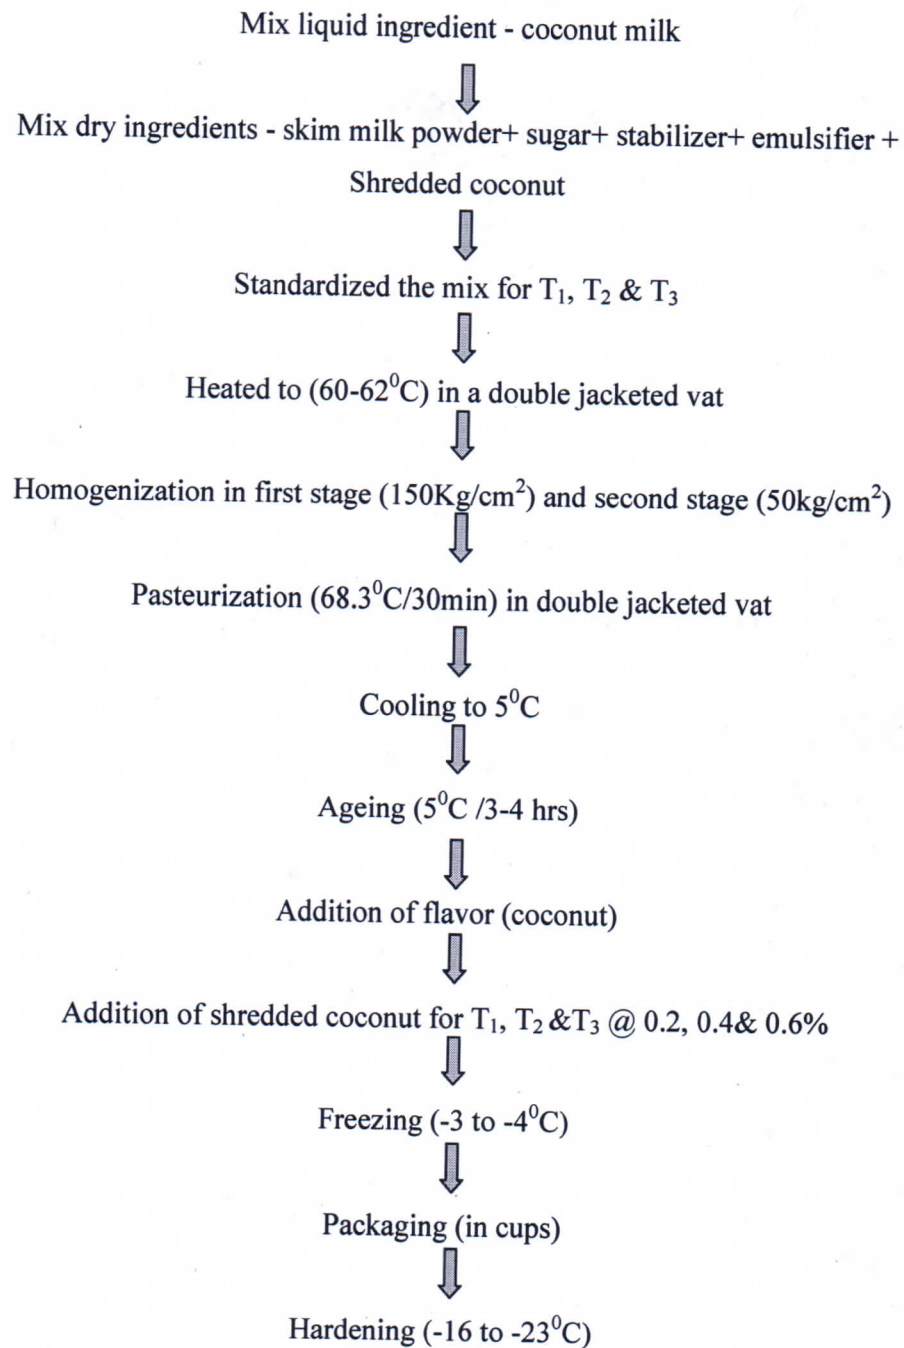 Mix liquid ingredient - coconut milk
Mix dry ingredients - skim milk powder+ sugar+ stabilizer+ emulsifier +
Shredded coconut
Standardized the mix for T₁, T₂ & T₃
Heated to (60-62⁰C) in a double jacketed vat
Homogenization in first stage (150Kg/cm²) and second stage (50kg/cm²)
Pasteurization (68.3⁰C/30min) in double jacketed vat
Cooling to 5⁰C
Ageing (5⁰C /3-4 hrs)
Addition of flavor (coconut)
Addition of shredded coconut for T₁, T₂ &T₃ @ 0.2, 0.4& 0.6%
Freezing (-3 to -4⁰C)
Packaging (in cups)
Hardening (-16 to -23⁰C)